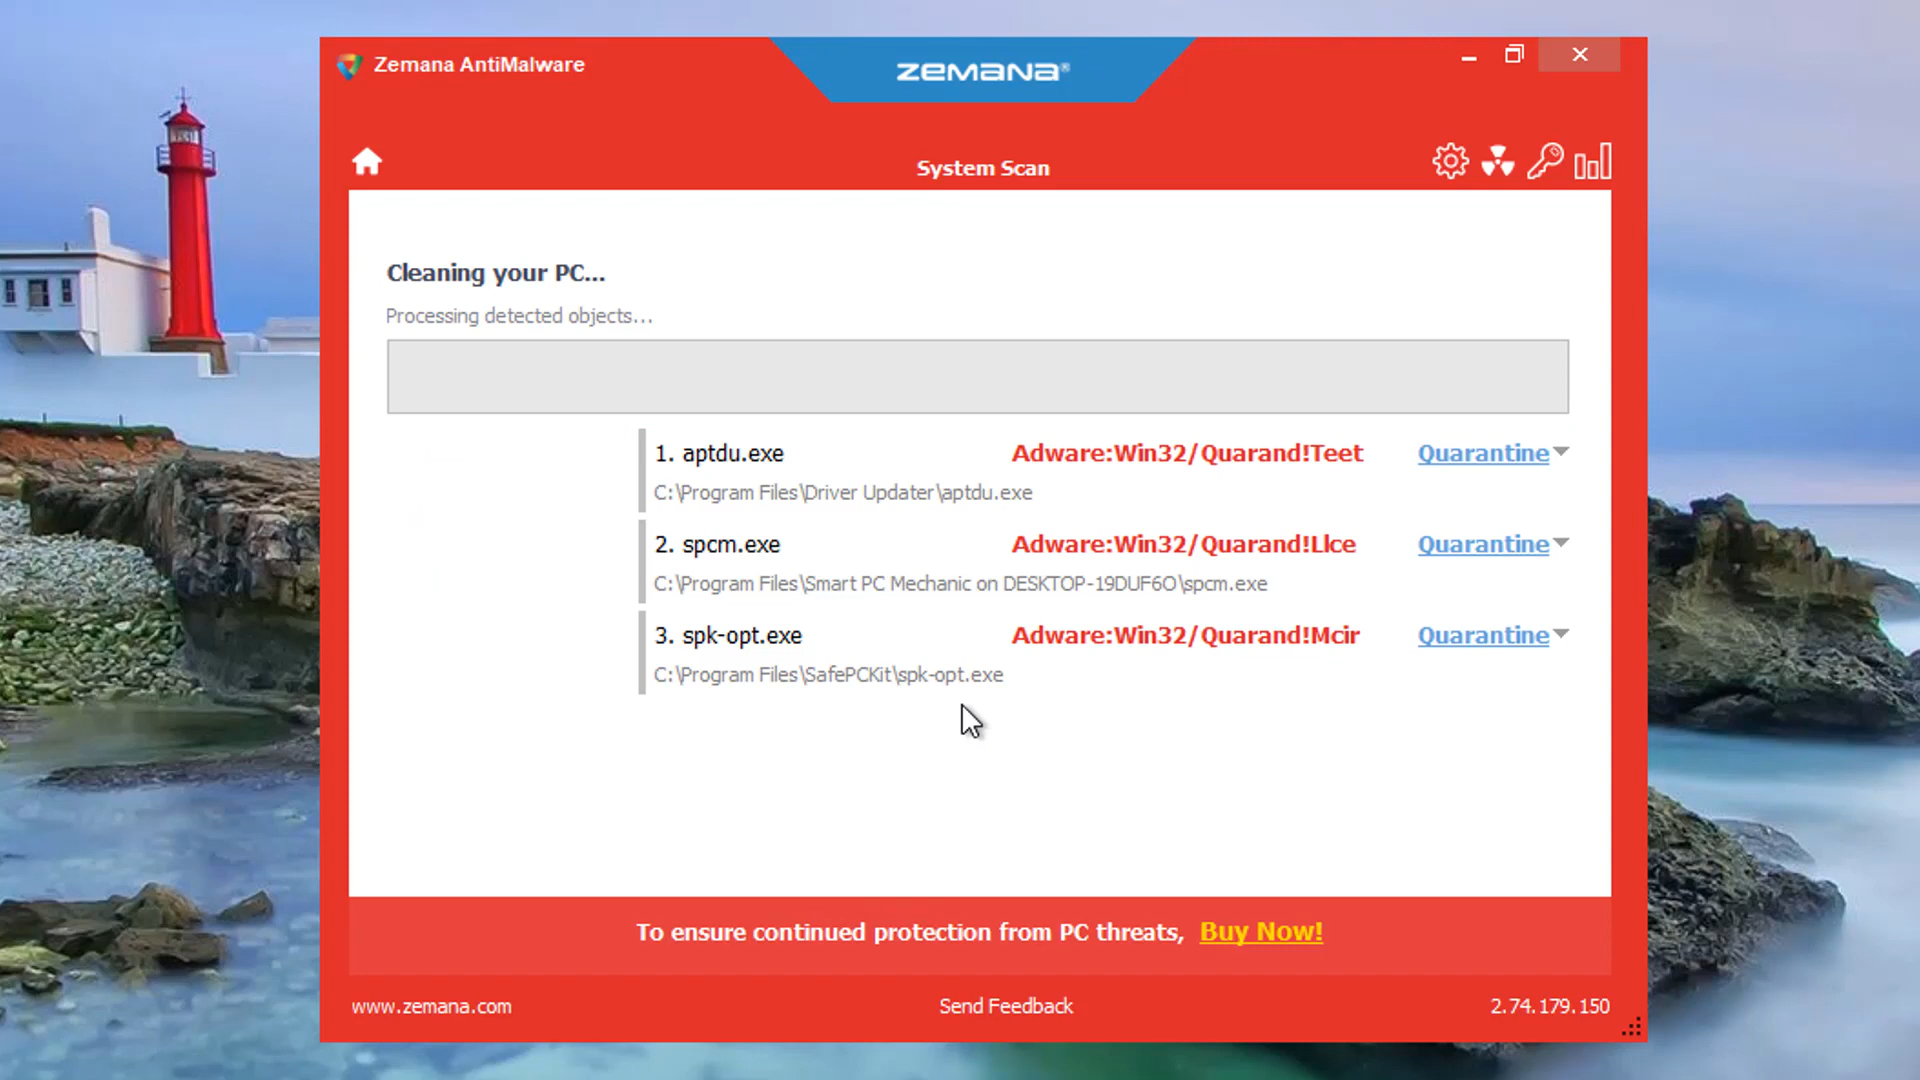 Zemana AntiMalware
ZEMANA®
System Scan
Cleaning your PC...
Processing detected objects...
1. aptdu.exe Adware:Win32/Quarand!Teet Quarantine
C:\Program Files\Driver Updater\aptdu.exe
2. spcm.exe Adware:Win32/Quarand!Llce Quarantine
C:\Program Files\Smart PC Mechanic on DESKTOP-19DUF6O\spcm.exe
3. spk-opt.exe Adware:Win32/Quarand!Mcir Quarantine
C:\Program Files\SafePCKit\spk-opt.exe
To ensure continued protection from PC threats, Buy Now!
www.zemana.com Send Feedback 2.74.179.150